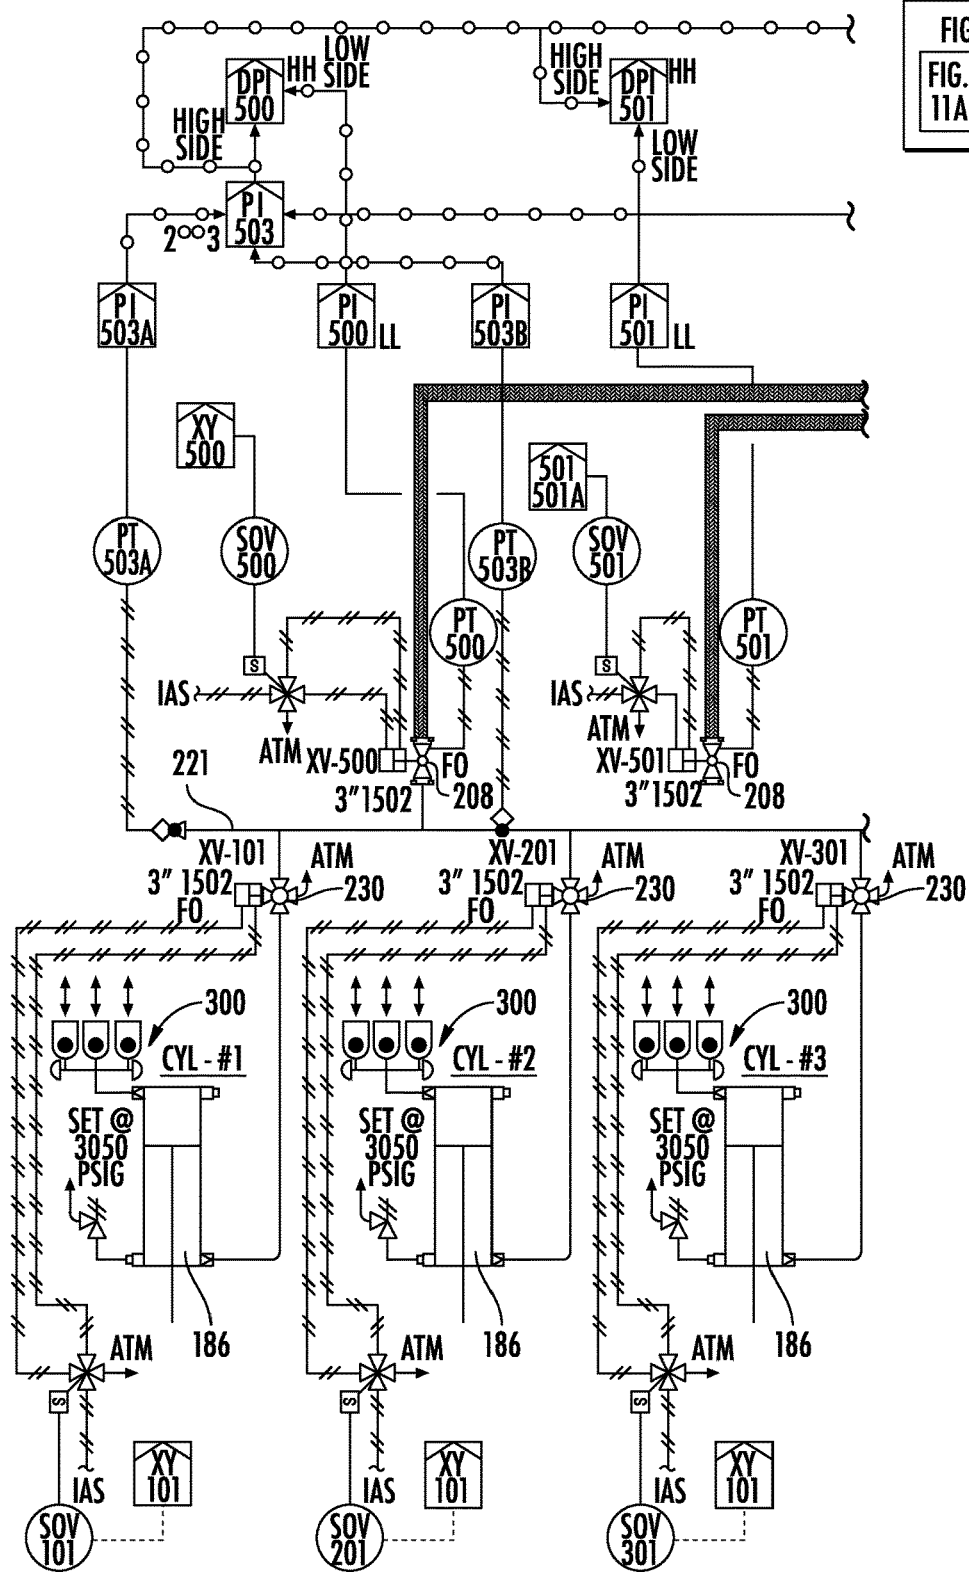 FIG.
FIG.
11A
HIGH
SIDE
DPI
500
HH
LOW
SIDE
HIGH
SIDE
DPI
501
HH
LOW
SIDE
PI
503
2
3
PI
503A
PI
500
LL
PI
503B
PI
501
LL
XY
500
501
501A
PT
503A
SOV
500
PT
503B
SOV
501
PT
500
PT
501
S
S
IAS
ATM
IAS
ATM
XV-500
FO
3" 1502
208
XV-501
FO
3" 1502
208
221
XV-101
3" 1502
FO
ATM
230
XV-201
3" 1502
FO
ATM
230
XV-301
3" 1502
FO
ATM
230
300
CYL - #1
300
CYL - #2
300
CYL - #3
SET @
3050
PSIG
SET @
3050
PSIG
SET @
3050
PSIG
186
186
186
ATM
ATM
ATM
S
S
S
IAS
XY
101
IAS
XY
101
IAS
XY
101
SOV
101
SOV
201
SOV
301